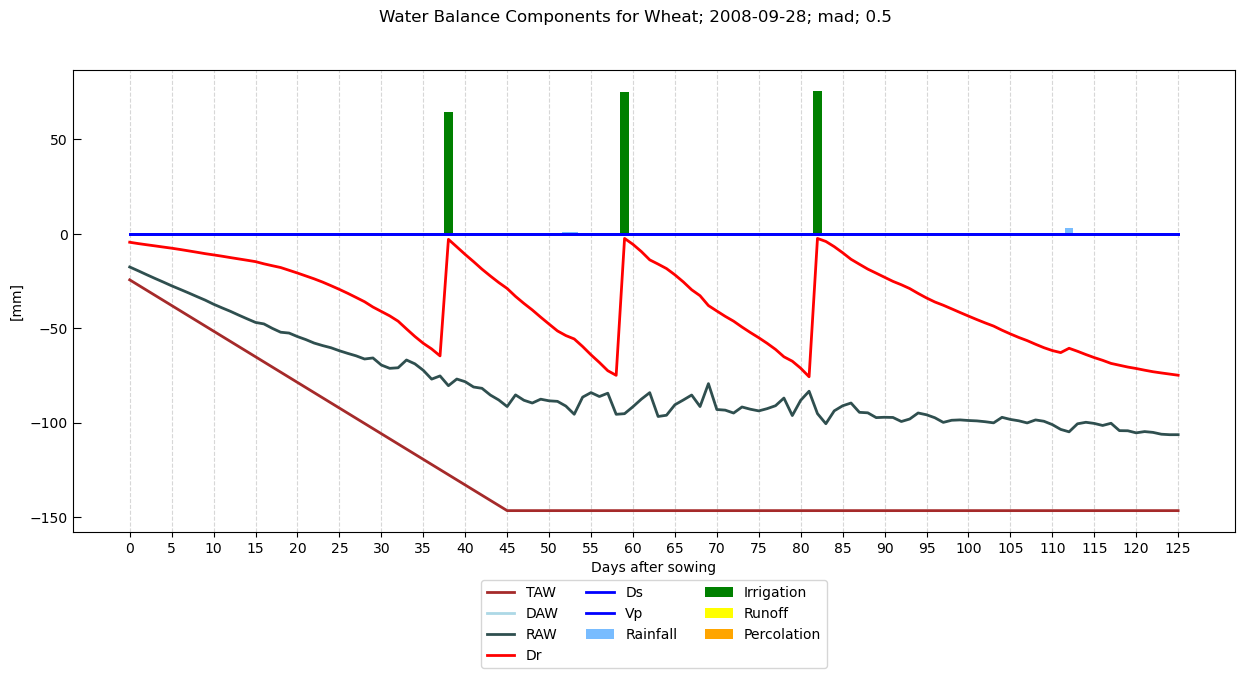 Water Balance Components for Wheat; 2008-09-28; mad; 0.5
50
0
−50
−100
−150
[mm]
0 5 10 15 20 25 30 35 40 45 50 55 60 65 70 75 80 85 90 95 100 105 110 115 120 125
Days after sowing
TAW Ds Irrigation
DAW Vp Runoff
RAW Rainfall Percolation
Dr